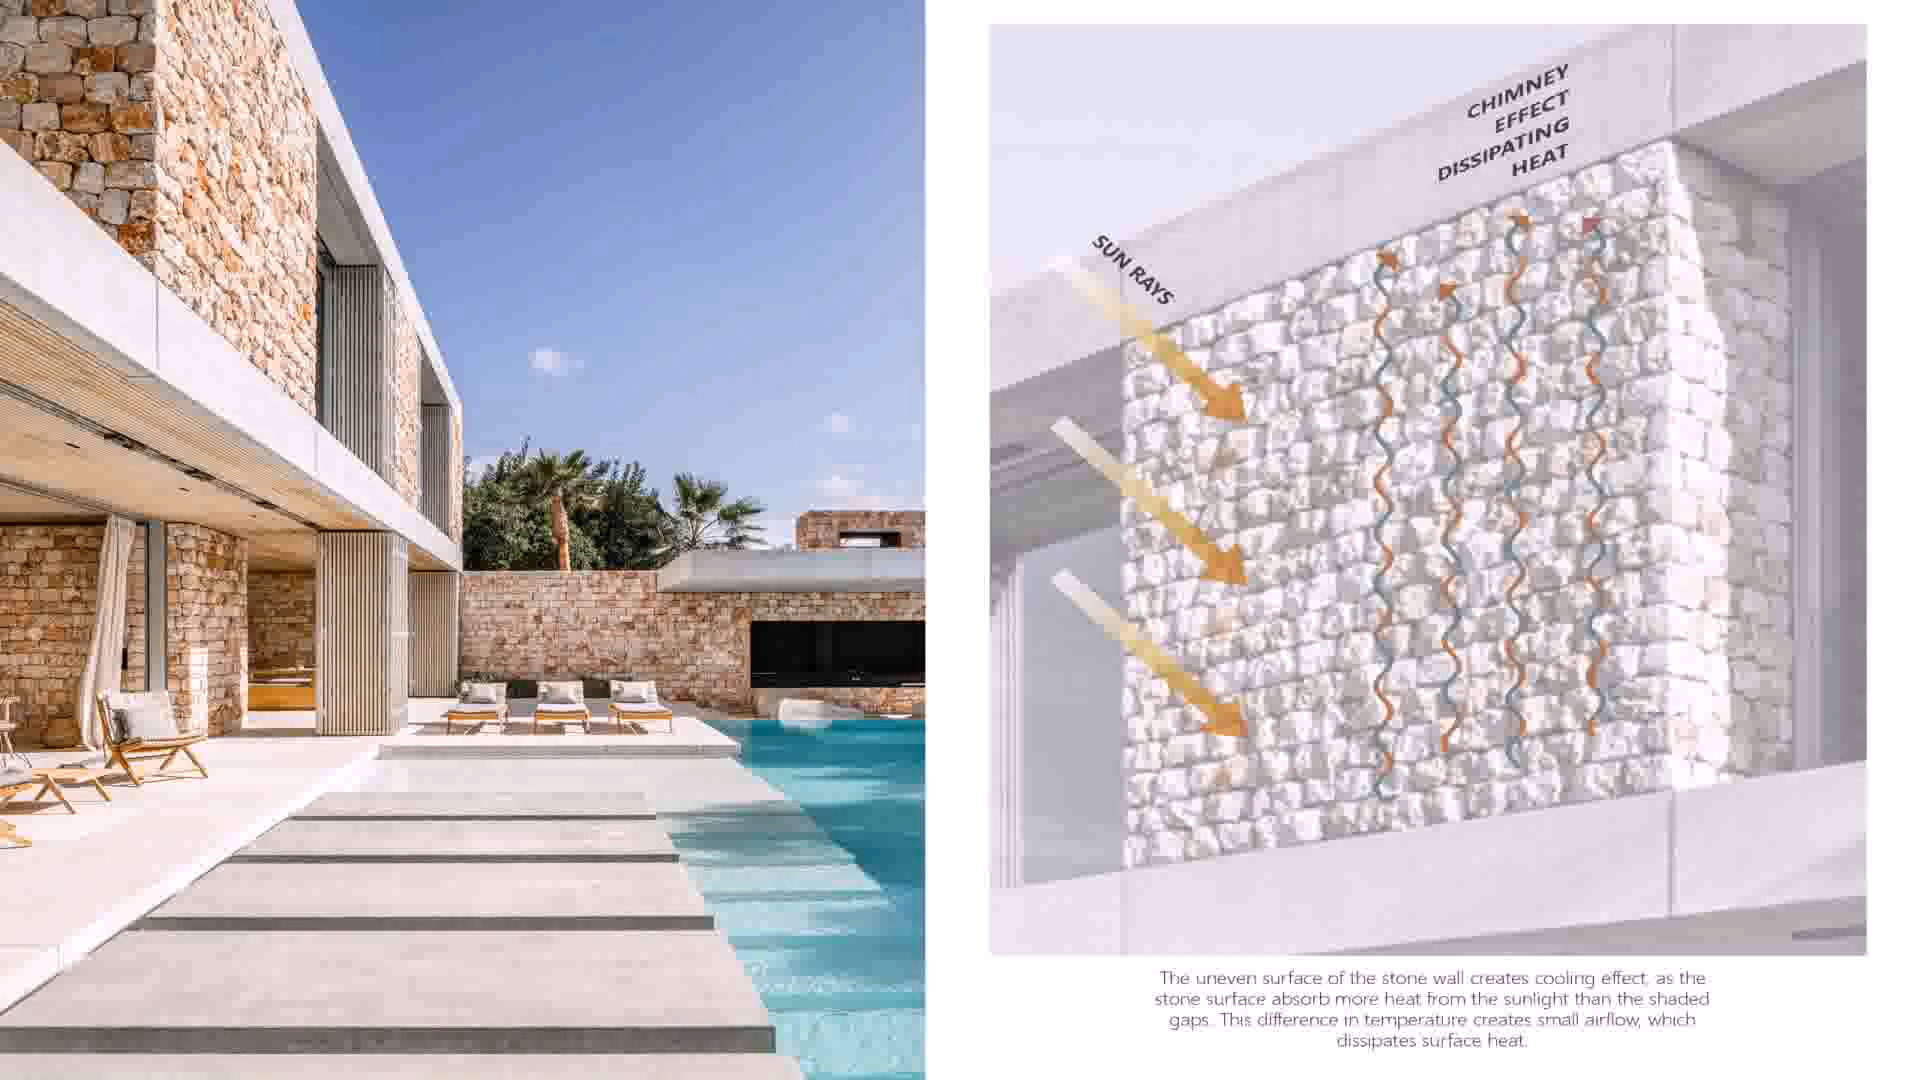 CHIMNEY
EFFECT
DISSIPATING
HEAT
SUN RAYS
The uneven surface of the stone wall creates cooling effect, as the
stone surface absorb more heat from the sunlight than the shaded
gaps. This difference in temperature creates small airflow, which
dissipates surface heat.